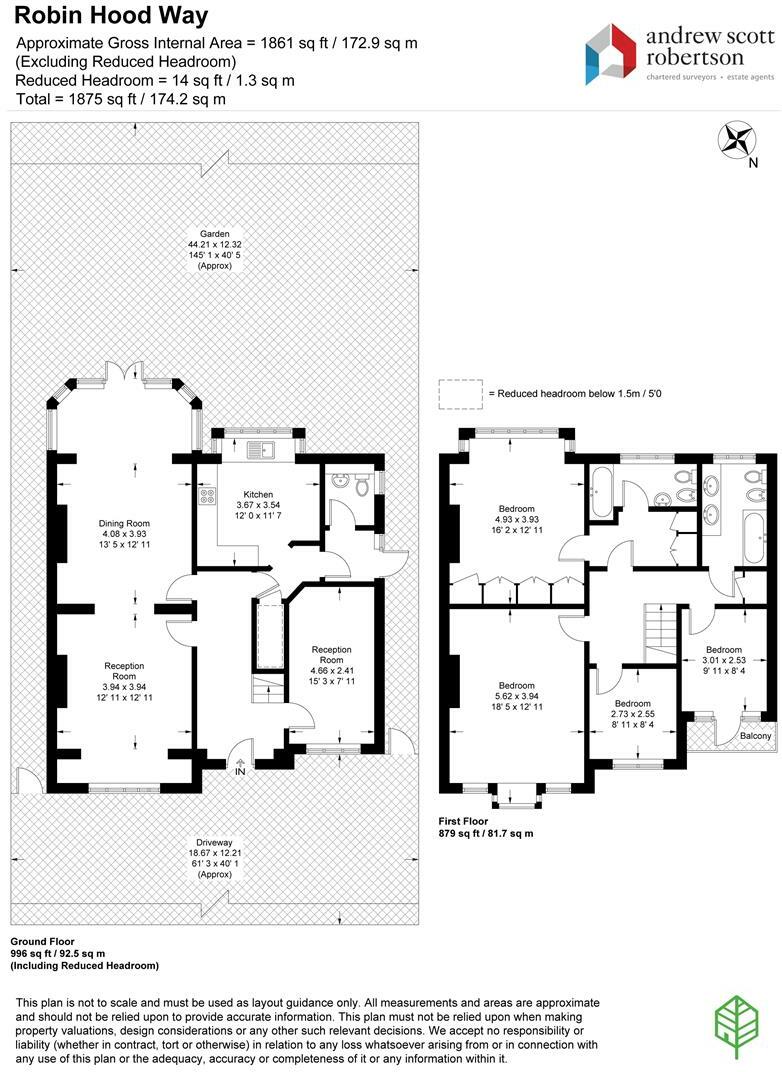 Robin Hood Way
Approximate Gross Internal Area = 1861 sq ft / 172.9 sq m
(Excluding Reduced Headroom)
Reduced Headroom = 14 sq ft / 1.3 sq m
Total = 1875 sq ft / 174.2 sq m
andrew scott
robertson
chartered surveyors • estate agents
N
Garden
44.21 x 12.32
145' 1 x 40' 5
(Approx)
= Reduced headroom below 1.5m / 5'0
Kitchen
3.67 x 3.54
12' 0 x 11' 7
Dining Room
4.08 x 3.93
13' 5 x 12' 11
Reception
Room
3.94 x 3.94
12' 11 x 12' 11
Reception
Room
4.66 x 2.41
15' 3 x 7' 11
IN
Driveway
18.67 x 12.21
61' 3 x 40' 1
(Approx)
Ground Floor
996 sq ft / 92.5 sq m
(Including Reduced Headroom)
Bedroom
4.93 x 3.93
16' 2 x 12' 11
Bedroom
5.62 x 3.94
18' 5 x 12' 11
Bedroom
2.73 x 2.55
8' 11 x 8' 4
Bedroom
3.01 x 2.53
9' 11 x 8' 4
Balcony
First Floor
879 sq ft / 81.7 sq m
This plan is not to scale and must be used as layout guidance only. All measurements and areas are approximate
and should not be relied upon to provide accurate information. This plan must not be relied upon when making
property valuations, design considerations or any other such relevant decisions. We accept no responsibility or
liability (whether in contract, tort or otherwise) in relation to any loss whatsoever arising from or in connection with
any use of this plan or the adequacy, accuracy or completeness of it or any information within it.